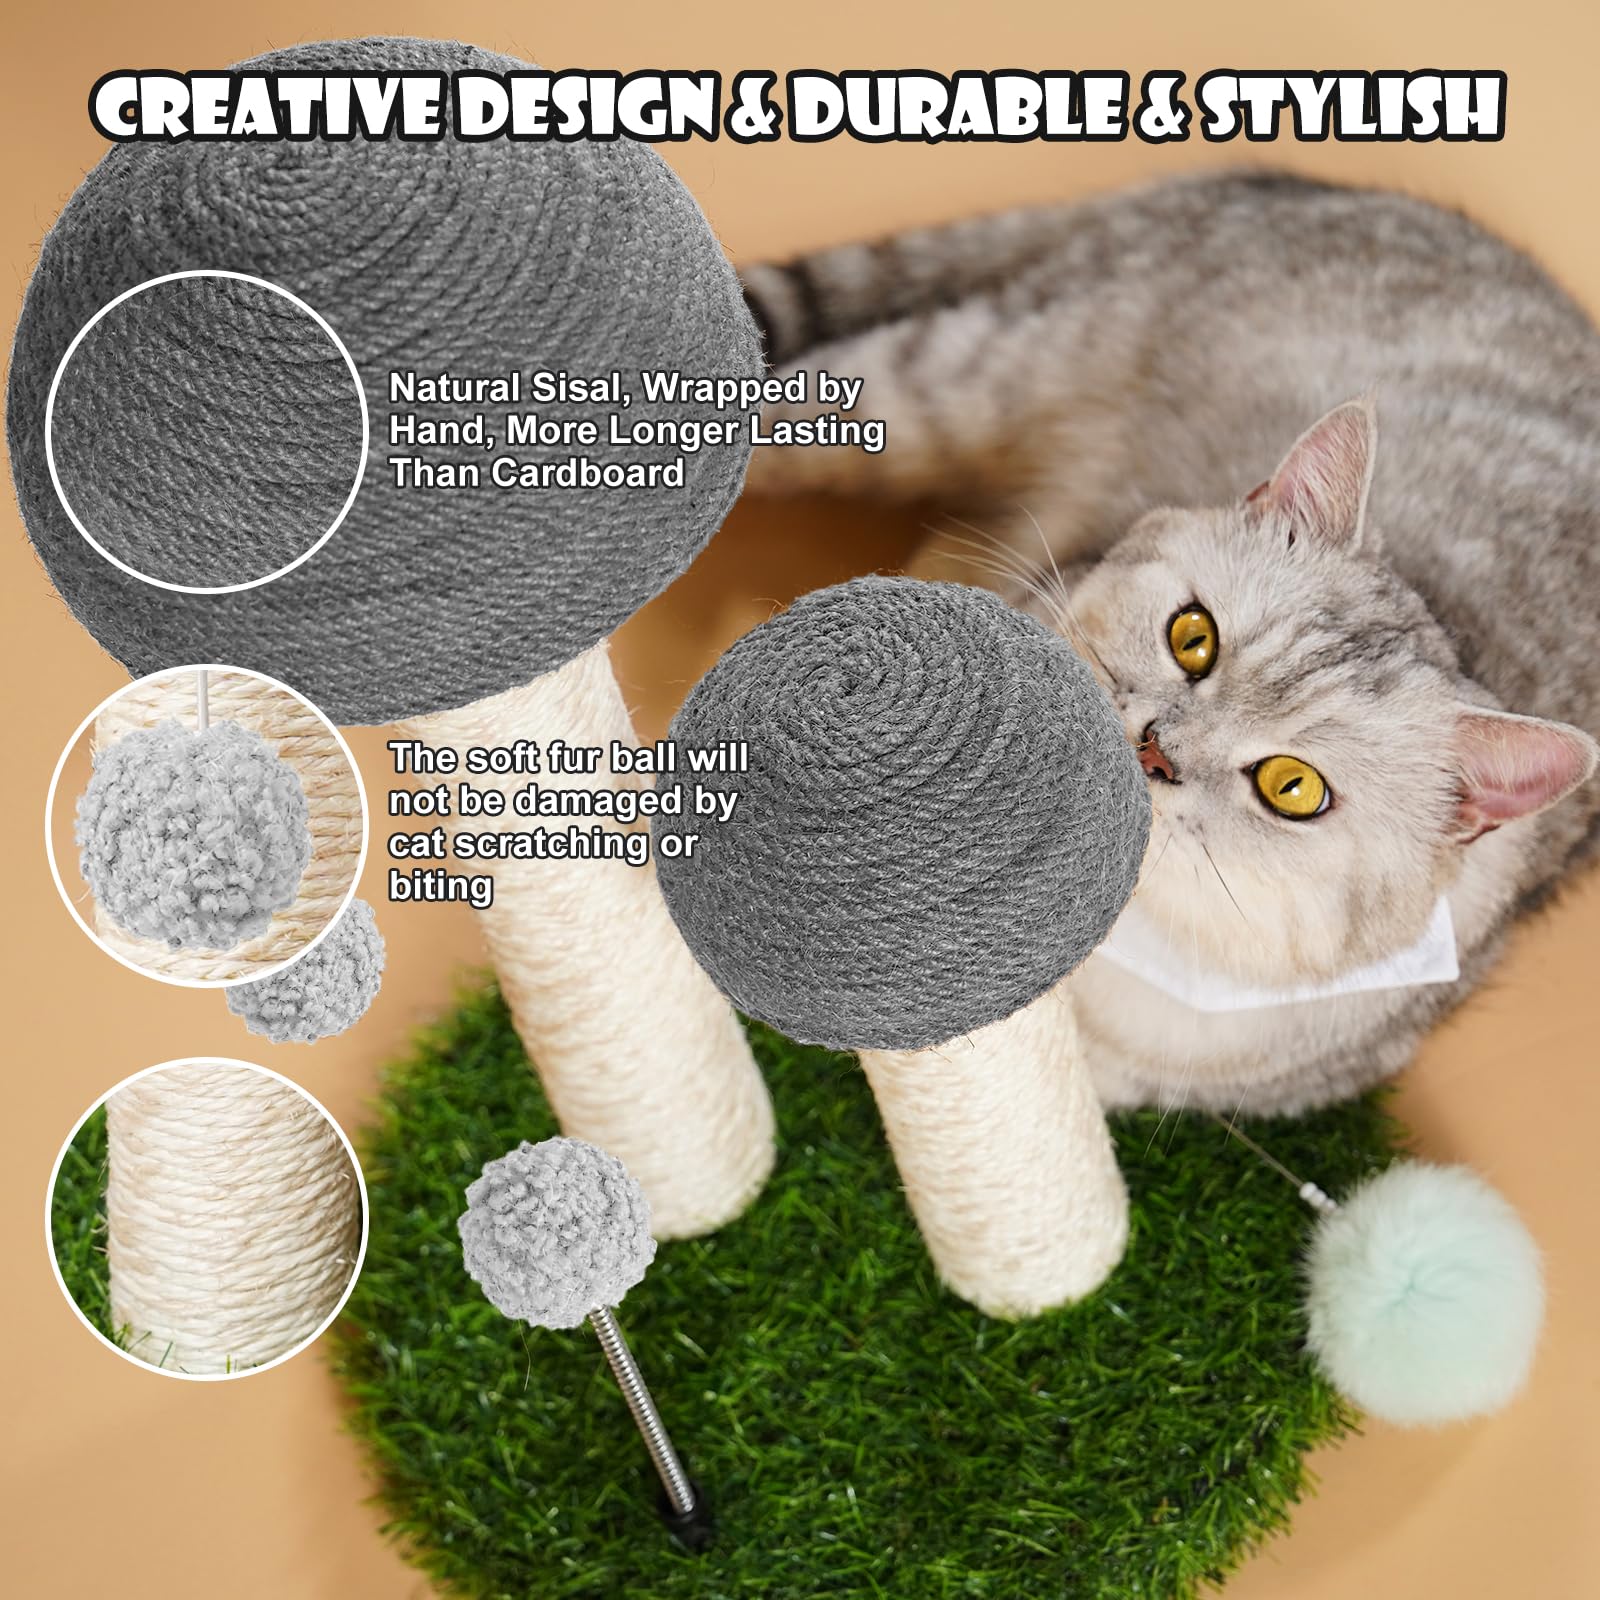 CREATIVE DESIGN & DURABLE & STYLISH
Natural Sisal, Wrapped by
Hand, More Longer Lasting
Than Cardboard
The soft fur ball will
not be damaged by
cat scratching or
biting